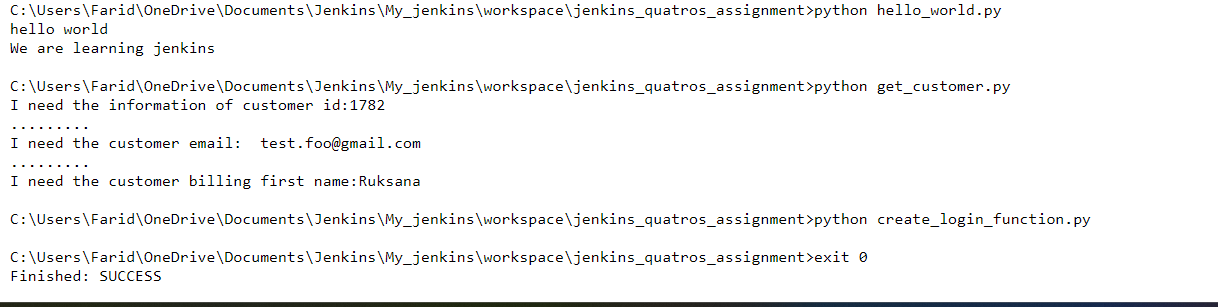 C:\Users\Farid\OneDrive\Documents\Jenkins\My_jenkins\workspace\jenkins_quatros_assignment>python hello_world.py
hello world
We are learning jenkins
C:\Users\Farid\OneDrive\Documents\Jenkins\My_jenkins\workspace\jenkins_quatros_assignment>python get_customer.py
I need the information of customer id:1782
.........
I need the customer email:  test.foo@gmail.com
.........
I need the customer billing first name:Ruksana
C:\Users\Farid\OneDrive\Documents\Jenkins\My_jenkins\workspace\jenkins_quatros_assignment>python create_login_function.py
C:\Users\Farid\OneDrive\Documents\Jenkins\My_jenkins\workspace\jenkins_quatros_assignment>exit 0
Finished: SUCCESS